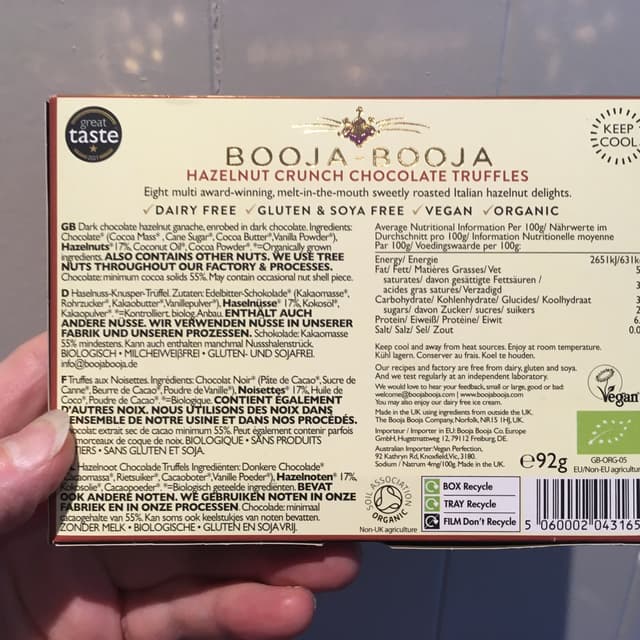 great
taste
KEEP
COOL
BOOJA-BOOJA
HAZELNUT CRUNCH CHOCOLATE TRUFFLES
Eight multi award-winning, melt-in-the-mouth sweetly roasted Italian hazelnut delights.
✓DAIRY FREE ✓GLUTEN & SOYA FREE ✓VEGAN ✓ORGANIC
GB Dark chocolate hazelnut ganache, enrobed in dark chocolate. Ingredients:
Chocolate* (Cocoa Mass*, Cane Sugar*, Cocoa Butter*, Vanilla Powder*),
Hazelnuts* 17%, Coconut Oil*, Cocoa Powder*. *=Organically grown
ingredients. ALSO CONTAINS OTHER NUTS. WE USE TREE
NUTS THROUGHOUT OUR FACTORY & PROCESSES.
Chocolate: minimum cocoa solids 55%. May contain occasional nut shell piece.
D Haselnuss-Knusper-Trüffel. Zutaten: Edelbitter-Schokolade* (Kakaomasse*,
Rohrzucker*, Kakaobutter*, Vanillepulver*), Haselnüsse* 17%, Kokosöl*,
Kakaopulver*. *=Kontrolliert biolog. Anbau. ENTHÄLT AUCH
ANDERE NÜSSE. WIR VERWENDEN NÜSSE IN UNSERER
FABRIK UND UNSEREN PROZESSEN. Schokolade: Kakaomasse
55% mindestens. Kann auch enthalten manchmal Nussshalenstrück.
BIOLOGISCH • MILCHEIWEIßFREI • GLUTEN- UND SOJAFREI.
info@boojabooja.de
F Truffes aux Noisettes. Ingrédients: Chocolat Noir* (Pâte de Cacao*, Sucre de
Canne*, Beurre de Cacao*, Poudre de Vanille*), Noisettes* 17%, Huile de
Coco*, Poudre de Cacao*. *=Biologique. CONTIENT ÉGALEMENT
D'AUTRES NOIX. NOUS UTILISONS DES NOIX DANS
L'ENSEMBLE DE NOTRE USINE ET DANS NOS PROCÉDÉS.
Chocolat: extrait sec de cacao minimum 55%. Peut également contenir parfois
morceaux de coque de noix. BIOLOGIQUE • SANS PRODUITS
LAITIERS • SANS GLUTEN ET SOJA.
NL Hazelnoot Chocolade Truffels Ingrediënten: Donkere Chocolade*
(Cacaomassa*, Rietsuiker*, Cacaoboter*, Vanille Poeder*), Hazelnoten* 17%,
Kokosolie*, Cacaopoeder*. *=Biologisch geteelde ingrediënten. BEVAT
OOK ANDERE NOTEN. WE GEBRUIKEN NOTEN IN ONZE
FABRIEK EN IN ONZE PROCESSEN. Chocolade: minimaal
cacaogehalte van 55%. Kan soms ook keelstukjes van noten bevatten.
ZONDER MELK • BIOLOGISCHE • GLUTEN EN SOJA VRIJ.
Average Nutritional Information Per 100g/ Nährwerte im
Durchschnitt pro 100g/ Information Nutritionelle moyenne
Par 100g/ Voedingswaarde per 100g:
Energy/ Energie 2651kJ/631k
Fat/ Fett/ Matières Grasses/ Vet 5
saturates/ davon gesättigte Fettsäuren /
acides gras saturés/ Verzadigd 3
Carbohydrate/ Kohlenhydrate/ Glucides/ Koolhydraat 3
sugars/ davon Zucker/ sucres/ suikers 2
Protein/ Eiweiß/ Protéine/ Eiwit 6.
Salt/ Salz/ Sel/ Zout 0.0
Keep cool and away from heat sources. Enjoy at room temperature.
Kühl lagern. Conserver au frais. Koel te houden.
Our recipes and factory are free from dairy, gluten and soya.
And we test regularly at an independent laboratory.
We would love to hear your feedback, small or large, good or bad:
welcome@boojabooja.com | www.boojabooja.com
You may also enjoy our dairy free ice cream.
Made in the UK using ingredients from outside the UK.
The Booja Booja Company, Norfolk, NR15 1HJ, UK.
Importeur / Importer in EU: Booja Booja Co. Europe
GmbH, Hugstmattweg 12, 79112 Freiburg, DE.
Australian Importer: Vegan Perfection,
92 Kathryn Rd, Knoxfield, Vic, 3180.
Sodium / Natrium 4mg/100g. Made in the UK.
℮92g
Vegan
GB-ORG-05
EU/Non-EU agricultur
SOIL ASSOCIATION
ORGANIC
Non-UK agriculture
BOX Recycle
TRAY Recycle
FILM Don't Recycle
5 060002 043165